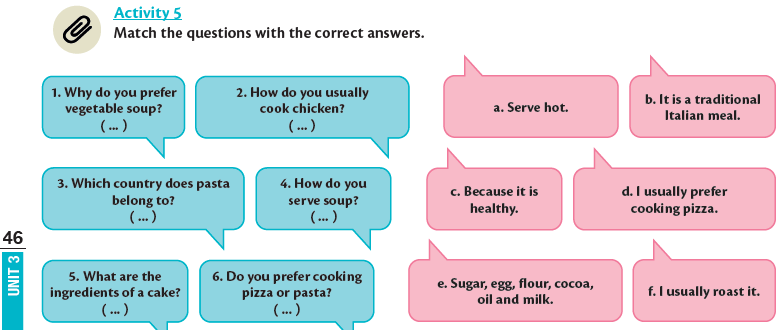 Activity 5
Match the questions with the correct answers.
1. Why do you prefer
vegetable soup?
( ... )
2. How do you usually
cook chicken?
( ... )
3. Which country does pasta
belong to?
( ... )
4. How do you
serve soup?
( ... )
5. What are the
ingredients of a cake?
( ... )
6. Do you prefer cooking
pizza or pasta?
( ... )
a. Serve hot.
b. It is a traditional
Italian meal.
c. Because it is
healthy.
d. I usually prefer
cooking pizza.
e. Sugar, egg, flour, cocoa,
oil and milk.
f. I usually roast it.
46
UNIT 3